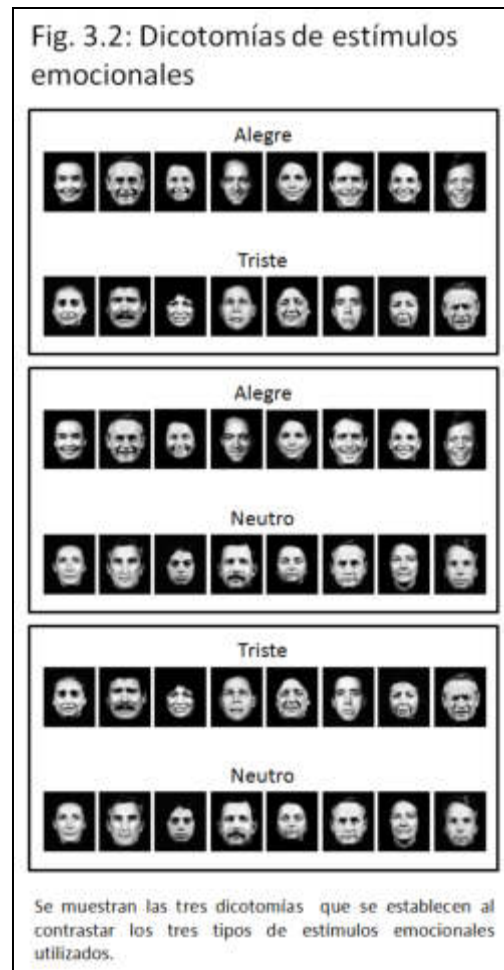 Fig. 3.2: Dicotomías de estímulos
emocionales
Alegre
Triste
Alegre
Neutro
Triste
Neutro
Se muestran las tres dicotomías que se establecen al
contrastar los tres tipos de estímulos emocionales
utilizados.